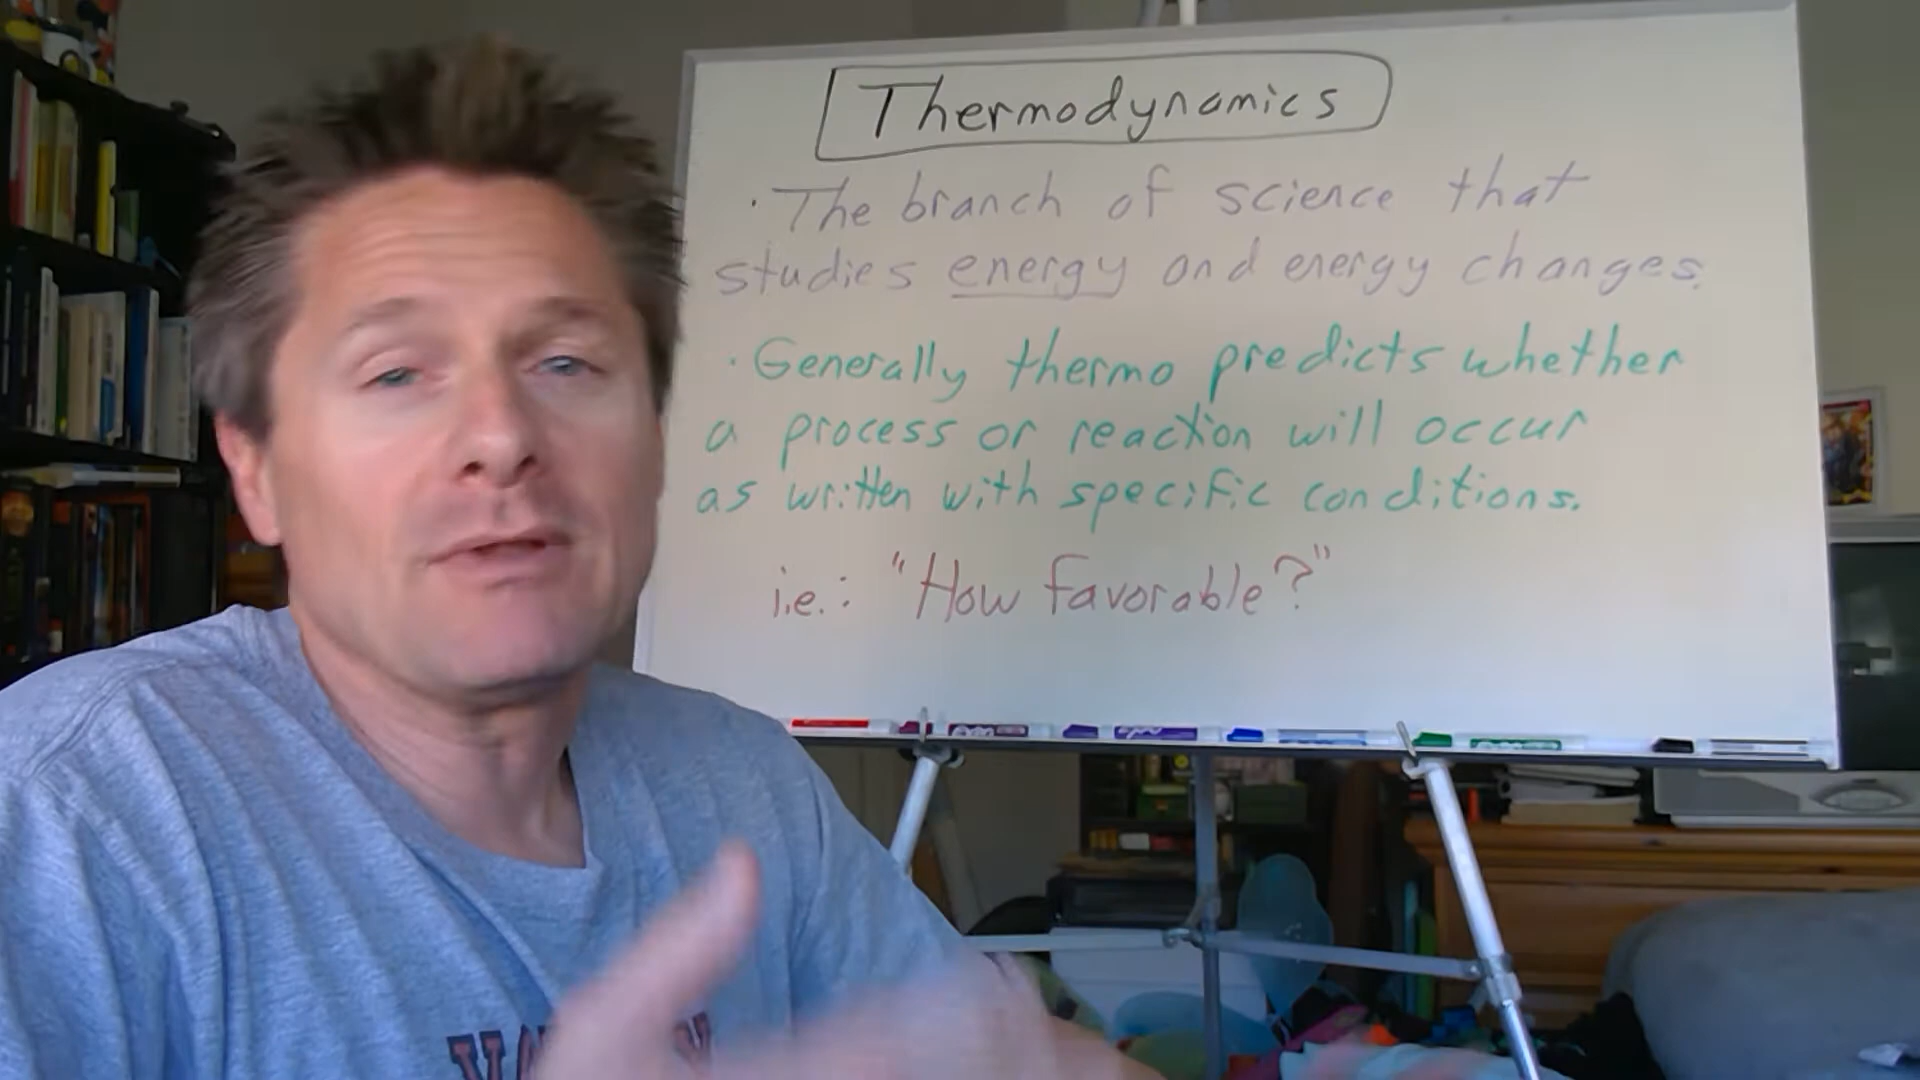 Thermodynamics
· The branch of science that
studies energy and energy changes.
· Generally thermo predicts whether
a process or reaction will occur
as written with specific conditions.
i.e.: "How favorable?"